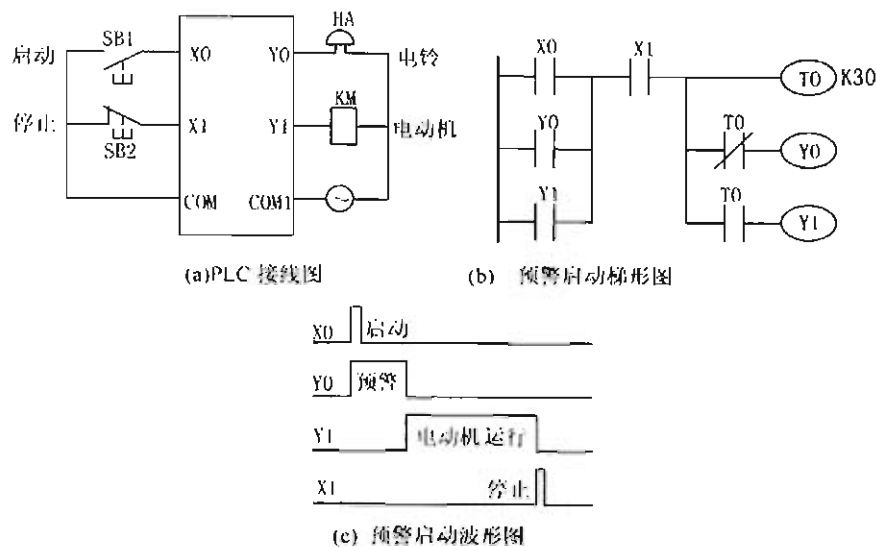 SB1
HA
启动
X0
Y0
电铃
KM
停止
X1
Y1
电动机
SB2
COM
COM1
(a)PLC 接线图
X0
X1
T0
K30
Y0
T0
Y0
Y1
T0
Y1
(b) 预警启动梯形图
X0
启动
Y0
预警
Y1
电动机运行
X1
停止
(c) 预警启动波形图